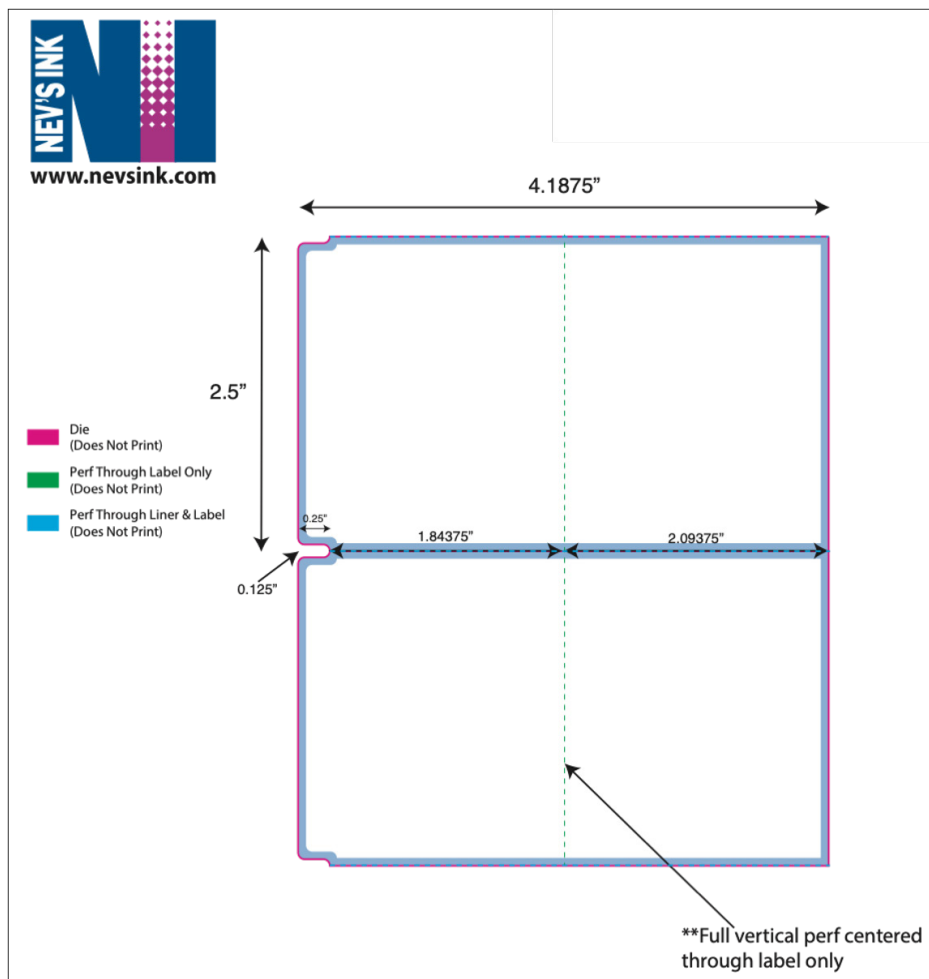 NEV'S INK
NI
www.nevsink.com
4.1875”
2.5”
Die
(Does Not Print)
Perf Through Label Only
(Does Not Print)
Perf Through Liner & Label
(Does Not Print)
0.25”
1.84375”
2.09375”
0.125”
**Full vertical perf centered
through label only